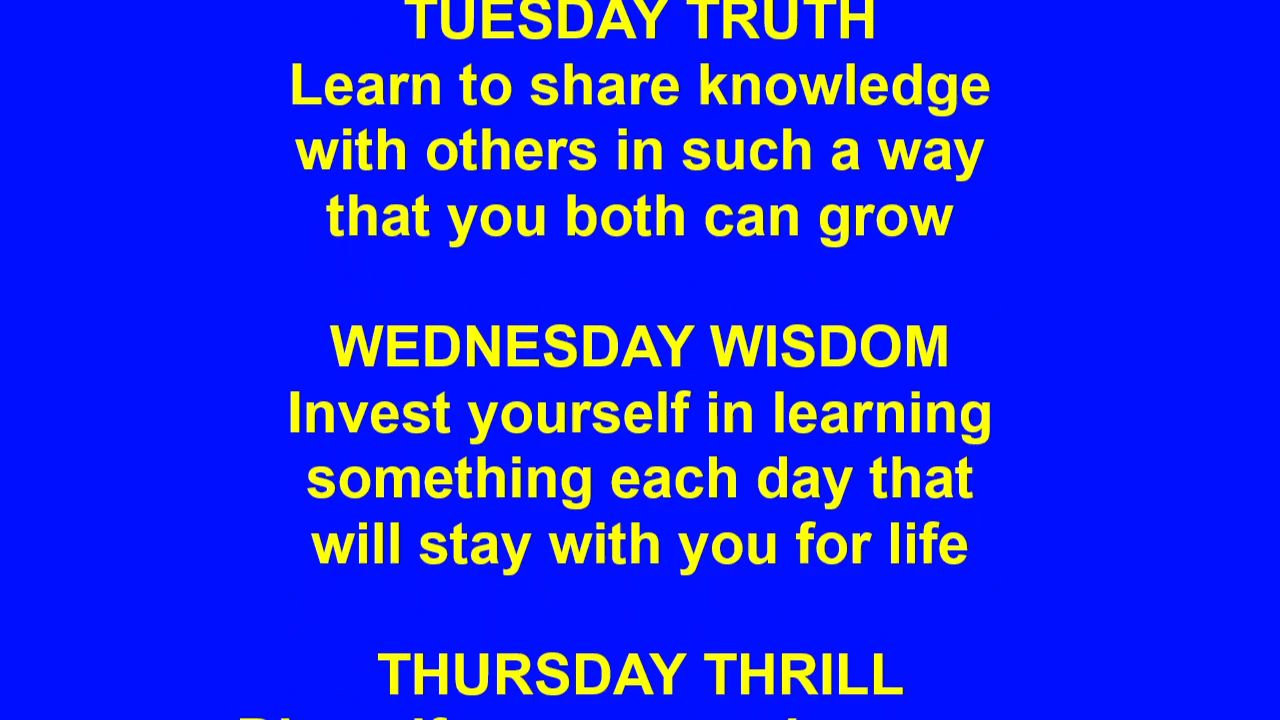 TUESDAY TRUTH
Learn to share knowledge
with others in such a way
that you both can grow
WEDNESDAY WISDOM
Invest yourself in learning
something each day that
will stay with you for life
THURSDAY THRILL